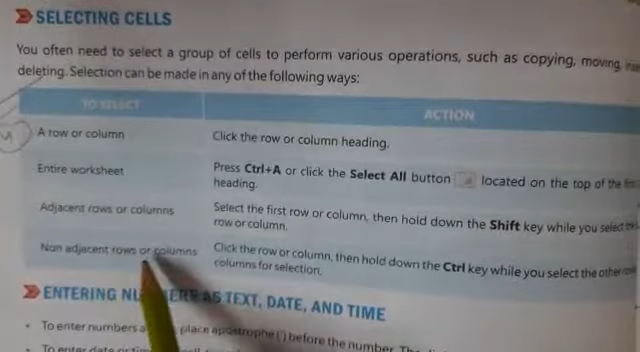 SELECTING CELLS
You often need to select a group of cells to perform various operations, such as copying, moving,
deleting. Selection can be made in any of the following ways:
TO SELECT
ACTION
A row or column
Click the row or column heading.
Entire worksheet
Press Ctrl+A or click the Select All button located on the top of the
heading.
Adjacent rows or columns
Select the first row or column, then hold down the Shift key while you select
row or column.
Non adjacent rows or columns
Click the row or column, then hold down the Ctrl key while you select the other
columns for selection.
ENTERING AS TEXT, DATE, AND TIME
• To enter numbers place apostrophe (') before the number. The
• To enter date or